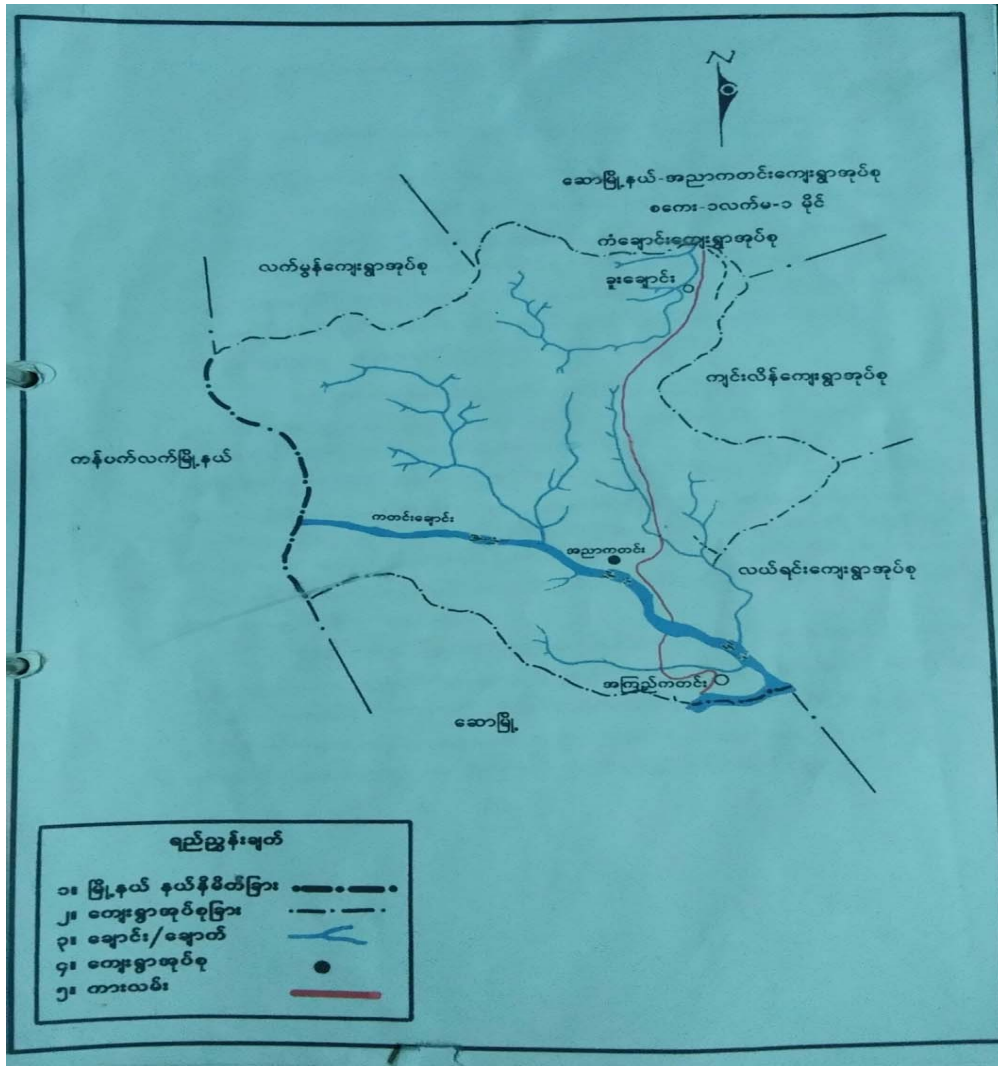 N
ဆောမြို့နယ်-အညာကတင်းကျေးရွာအုပ်စု
စကေး-၁လက်မ-၁ မိုင်
ကံချောင်းကျေးရွာအုပ်စု
လက်မွန်ကျေးရွာအုပ်စု
ခူးချောင်း
ကျင်းလိန်ကျေးရွာအုပ်စု
ကန်ပက်လက်မြို့နယ်
ကတင်းချောင်း
အညာကတင်း
လယ်ရင်းကျေးရွာအုပ်စု
အကြည်ကတင်း
ဆောမြို့
ရည်ညွှန်းချက်
၁။ မြို့နယ် နယ်နိမိတ်ခြား
၂။ ကျေးရွာအုပ်စုခြား
၃။ ချောင်း/ချောက်
၄။ ကျေးရွာအုပ်စု
၅။ ကားလမ်း